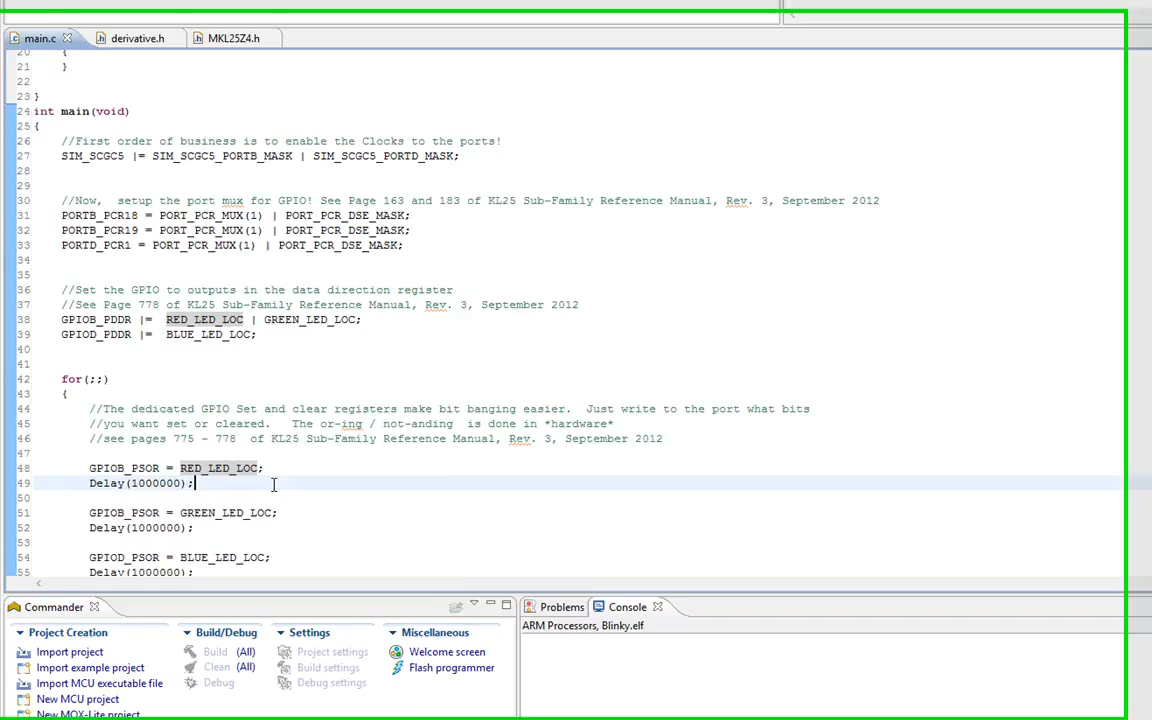 main.c
derivative.h
MKL25Z4.h
20 {
21 }
22
23 }
24 int main(void)
25 {
26 //First order of business is to enable the Clocks to the ports!
27 SIM_SCGC5 |= SIM_SCGC5_PORTB_MASK | SIM_SCGC5_PORTD_MASK;
28
29
30 //Now,  setup the port mux for GPIO! See Page 163 and 183 of KL25 Sub-Family Reference Manual, Rev. 3, September 2012
31 PORTB_PCR18 = PORT_PCR_MUX(1) | PORT_PCR_DSE_MASK;
32 PORTB_PCR19 = PORT_PCR_MUX(1) | PORT_PCR_DSE_MASK;
33 PORTD_PCR1 = PORT_PCR_MUX(1) | PORT_PCR_DSE_MASK;
34
35
36 //Set the GPIO to outputs in the data direction register
37 //See Page 778 of KL25 Sub-Family Reference Manual, Rev. 3, September 2012
38 GPIOB_PDDR |=  RED_LED_LOC | GREEN_LED_LOC;
39 GPIOD_PDDR |=  BLUE_LED_LOC;
40
41
42 for(;;)
43 {
44 //The dedicated GPIO Set and clear registers make bit banging easier.  Just write to the port what bits
45 //you want set or cleared.   The or-ing / not-anding  is done in *hardware*
46 //see pages 775 - 778  of KL25 Sub-Family Reference Manual, Rev. 3, September 2012
47
48 GPIOB_PSOR = RED_LED_LOC;
49 Delay(1000000);
50
51 GPIOB_PSOR = GREEN_LED_LOC;
52 Delay(1000000);
53
54 GPIOD_PSOR = BLUE_LED_LOC;
55 Delay(1000000);
Commander
Project Creation
Import project
Import example project
Import MCU executable file
New MCU project
New MQX-Lite project
Build/Debug
Build (All)
Clean (All)
Debug
Settings
Project settings
Build settings
Debug settings
Miscellaneous
Welcome screen
Flash programmer
Problems
Console
ARM Processors, Blinky.elf